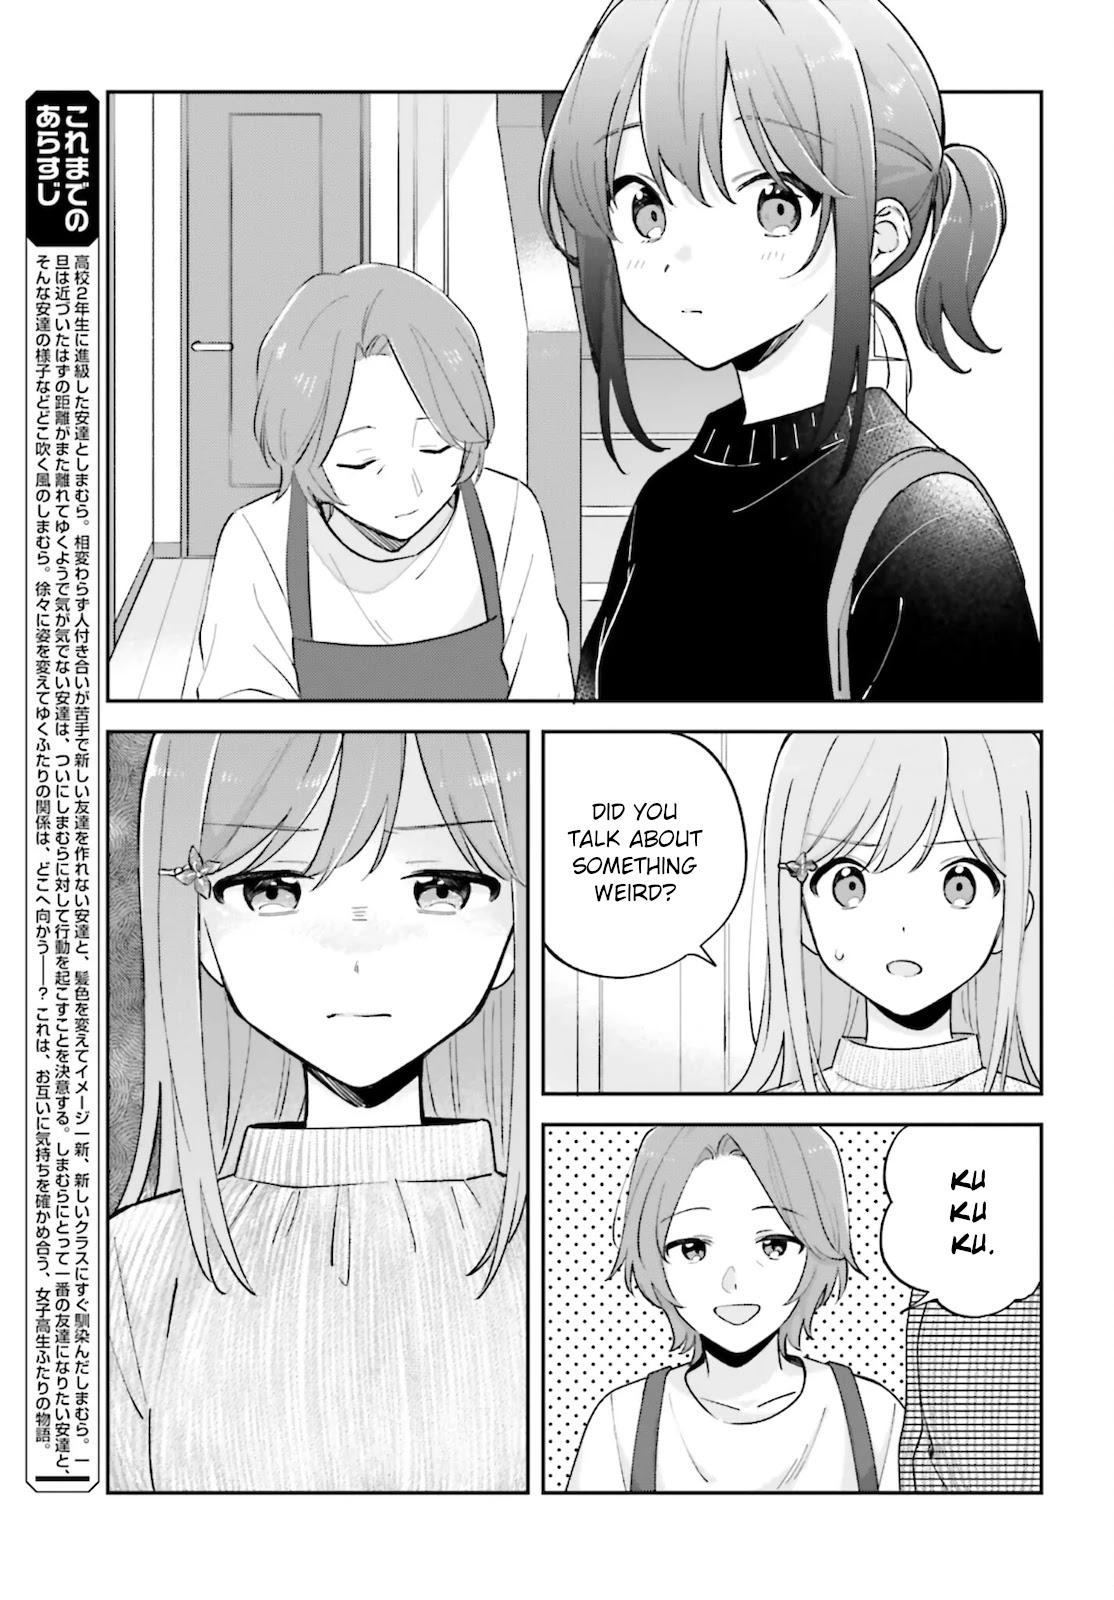 これまでの
あらすじ
高校2年生に進級した安達としまむら。相変わらず人付き合いが苦手で新しい友達を作れない安達と、髪色を変えてイメージ一新、新しいクラスにすぐ馴染んだしまむら。一
旦は近づいたはずの距離がまた離れてゆくようで気が気でない安達は、ついにしまむらに対して行動を起こすことを決意する。しまむらにとって一番の友達になりたい安達と、
そんな安達の様子などどこ吹く風のしまむら。徐々に姿を変えてゆくふたりの関係は、どこへ向かう――？これは、お互いに気持ちを確かめ合う、女子高生ふたりの物語。
DID YOU
TALK ABOUT
SOMETHING
WEIRD?
KU
KU
KU.